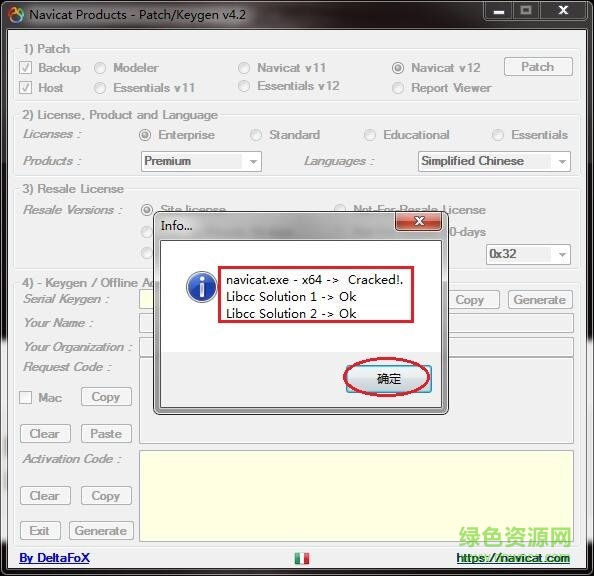 Navicat Products - Patch/Keygen v4.2
1) Patch
Backup Modeler Navicat v11 Navicat v12 Patch
Host Essentials v11 Essentials v12 Report Viewer
2) License, Product and Language
Licenses : Enterprise Standard Educational Essentials
Products : Premium Languages : Simplified Chinese
3) Resale License
Resale Versions : Site license Not-For-Resale License
0-days
0x32
Info...
navicat.exe - x64 -> Cracked!.
Libcc Solution 1 -> Ok
Libcc Solution 2 -> Ok
确定
4) - Keygen / Offline Ac
Serial Keygen : Copy Generate
Your Name :
Your Organization :
Request Code :
Mac Copy
Clear Paste
Activation Code :
Clear Copy
Exit Generate
绿色资源网
By DeltaFoX https://navicat.com